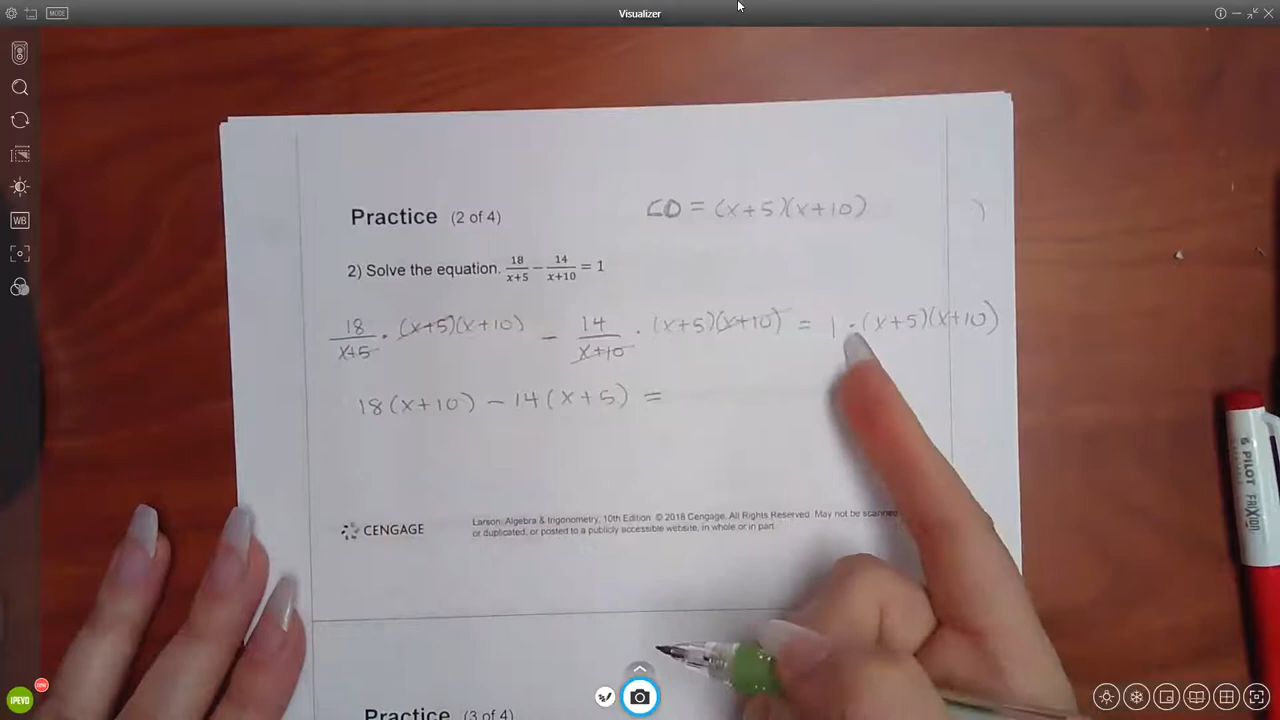 MODE
Visualizer
Practice (2 of 4)
CD = (x+5)(x+10)
)
2) Solve the equation. 18/x+5 − 14/x+10 = 1
18/x+5 · (x+5)(x+10) − 14/x+10 · (x+5)(x+10) = 1 · (x+5)(x+10)
18(x+10) − 14(x+5) =
WB
CENGAGE
Larson, Algebra & Trigonometry, 10th Edition. © 2018 Cengage. All Rights Reserved. May not be scanned
or duplicated, or posted to a publicly accessible website, in whole or in part
PILOT
FRIXION
IPEVO
Practice (3 of 4)